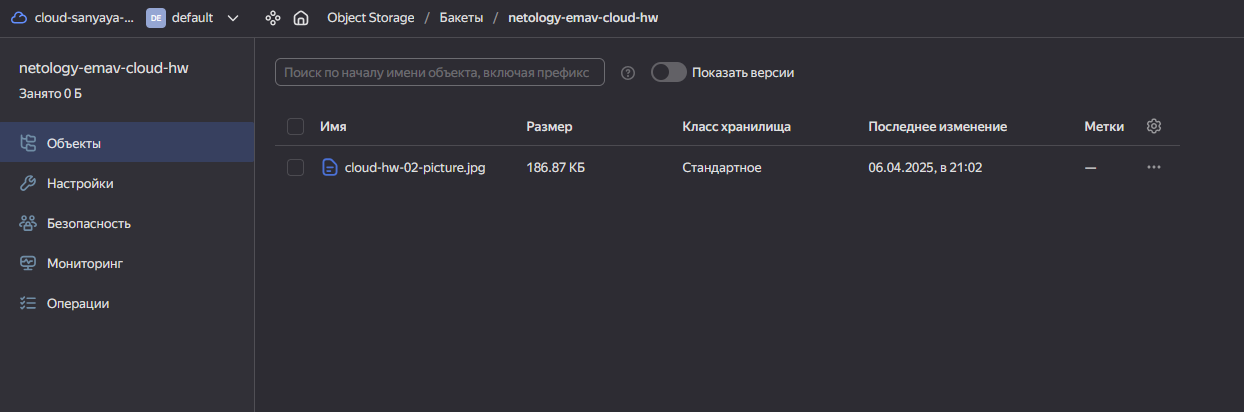 cloud-sanyaya-... DE default Object Storage / Бакеты / netology-emav-cloud-hw
netology-emav-cloud-hw
Занято 0 Б
Объекты
Настройки
Безопасность
Мониторинг
Операции
Поиск по началу имени объекта, включая префикс ? Показать версии
Имя Размер Класс хранилища Последнее изменение Метки
cloud-hw-02-picture.jpg 186.87 КБ Стандартное 06.04.2025, в 21:02 — ...